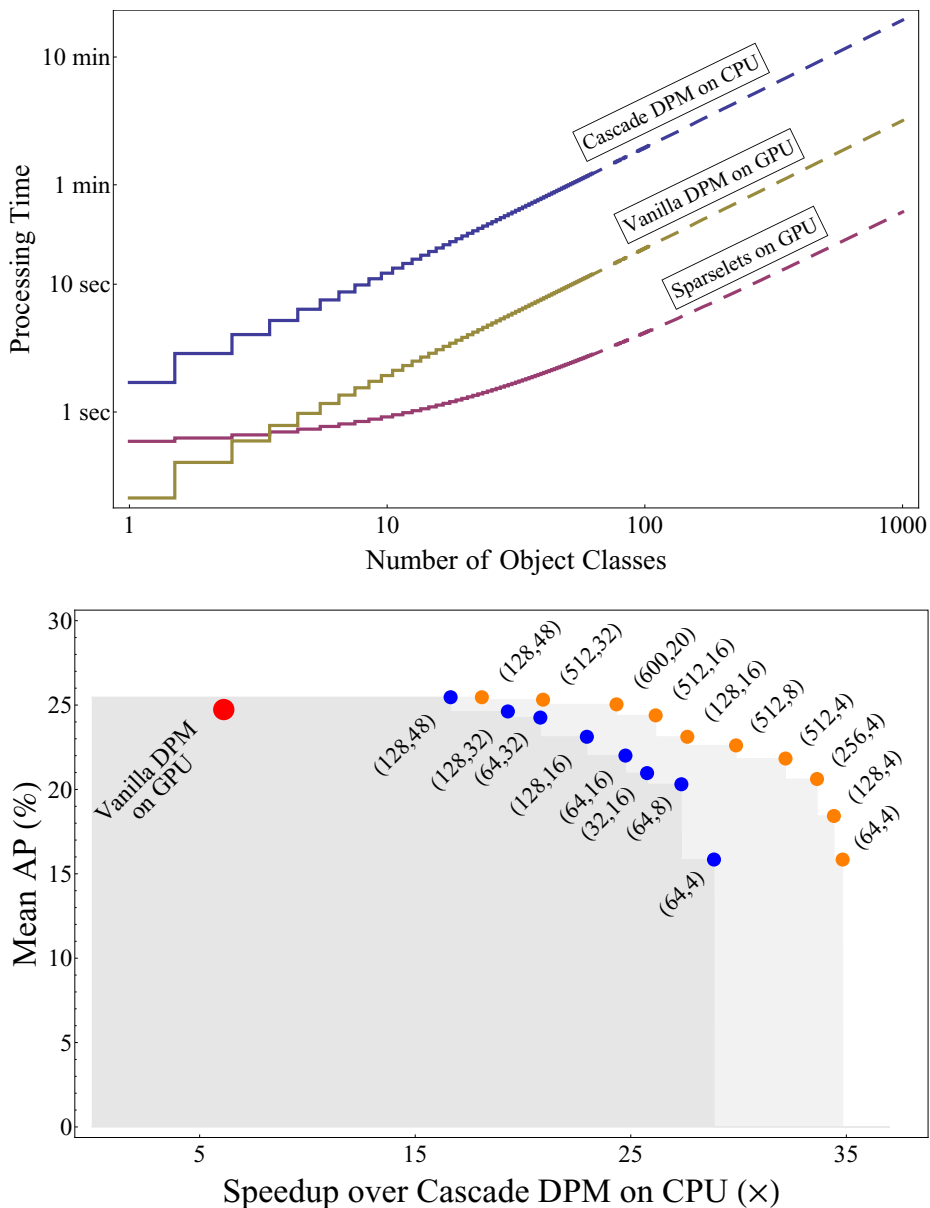 10 min
1 min
10 sec
1 sec
Processing Time
Cascade DPM on CPU
Vanilla DPM on GPU
Sparselets on GPU
1
10
100
1000
Number of Object Classes
30
25
20
15
10
5
0
Mean AP (%)
Vanilla DPM
on GPU
(128,48)
(512,32)
(600,20)
(512,16)
(128,16)
(512,8)
(512,4)
(256,4)
(128,4)
(64,4)
(128,48)
(128,32)
(64,32)
(128,16)
(64,16)
(32,16)
(64,8)
(64,4)
5
15
25
35
Speedup over Cascade DPM on CPU (×)